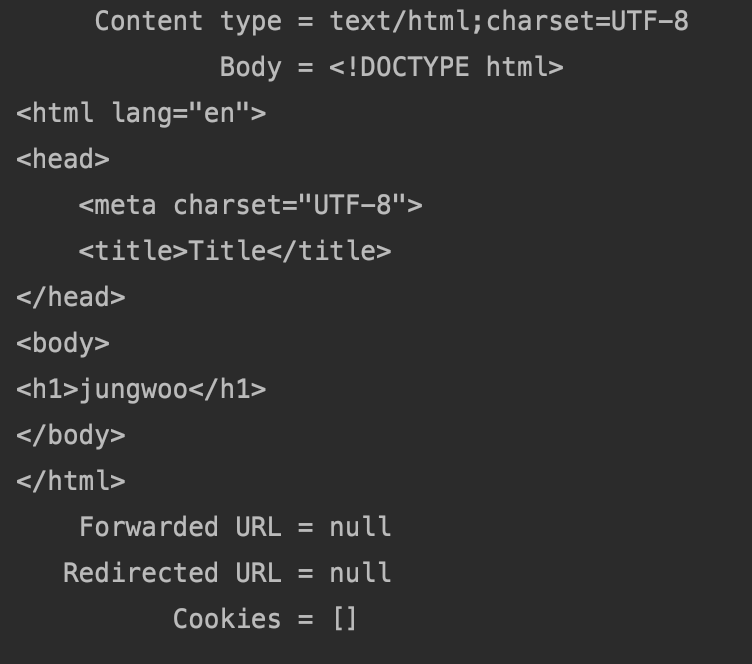 Content type = text/html;charset=UTF-8
             Body = <!DOCTYPE html>
<html lang="en">
<head>
    <meta charset="UTF-8">
    <title>Title</title>
</head>
<body>
<h1>jungwoo</h1>
</body>
</html>
    Forwarded URL = null
   Redirected URL = null
          Cookies = []